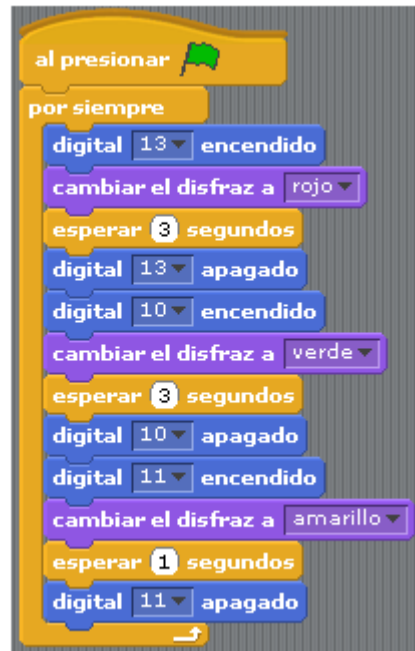 al presionar
por siempre
digital 13 encendido
cambiar el disfraz a rojo
esperar 3 segundos
digital 13 apagado
digital 10 encendido
cambiar el disfraz a verde
esperar 3 segundos
digital 10 apagado
digital 11 encendido
cambiar el disfraz a amarillo
esperar 1 segundos
digital 11 apagado